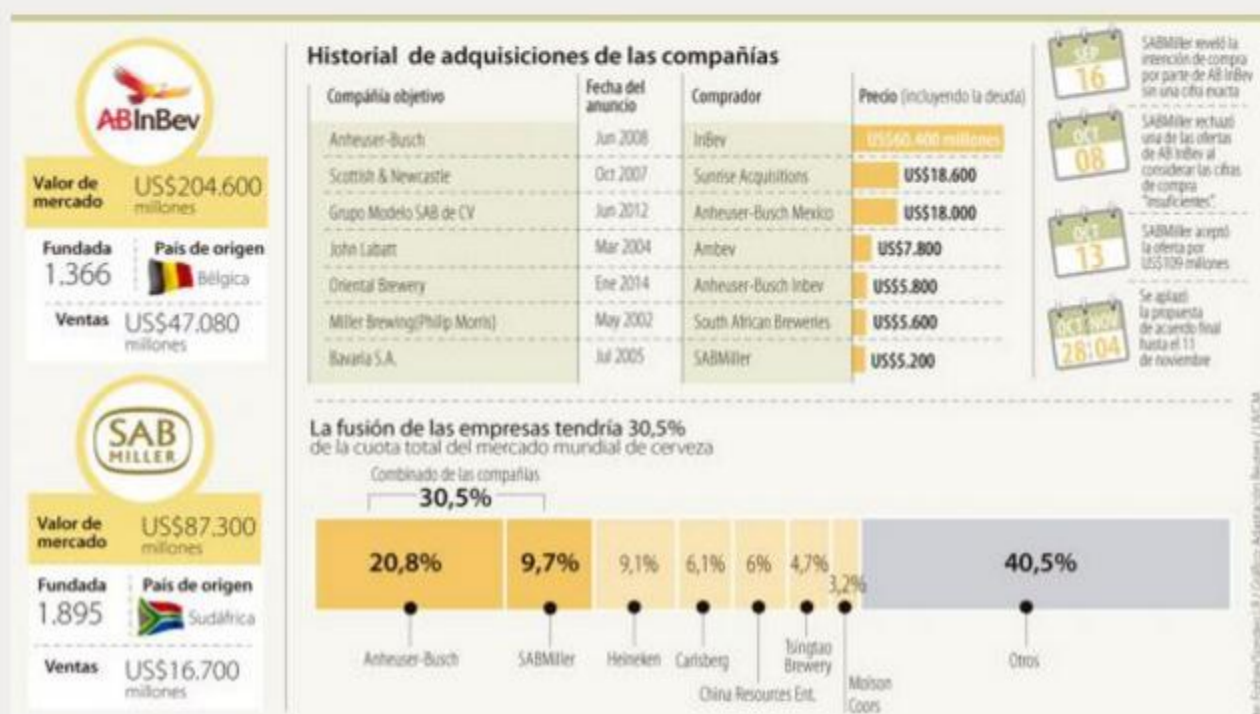 ABInBev
Valor de
mercado
US$204.600
millones
Fundada
1.366
País de origen
Bélgica
Ventas
US$47.080
millones
SAB
MILLER
Valor de
mercado
US$87.300
millones
Fundada
1.895
País de origen
Sudáfrica
Ventas
US$16.700
millones
Historial de adquisiciones de las compañías
Compañía objetivo
Fecha del
anuncio
Comprador
Precio (incluyendo la deuda)
Anheuser-Busch Jun 2008 InBev US$60.400 millones
Scottish & Newcastle Oct 2007 Sunrise Acquisitions US$18.600
Grupo Modelo SAB de CV Jun 2012 Anheuser-Busch Mexico US$18.000
John Labatt Mar 2004 Ambev US$7.800
Oriental Brewery Ene 2014 Anheuser-Busch Inbev US$5.800
Miller Brewing(Philip Morris) May 2002 South African Breweries US$5.600
Bavaria S.A. Jul 2005 SABMiller US$5.200
SEP
16
SABMiller reveló la
intención de compra
por parte de AB InBev
sin una cifra exacta
OCT
08
SABMiller rechazó
una de las ofertas
de AB InBev al
considerar las cifras
de compra
"insuficientes"
OCT
13
SABMiller aceptó
la oferta por
US$109 millones
OCT NOV
28 04
Se aplazó
la propuesta
de acuerdo final
hasta el 11
de noviembre
La fusión de las empresas tendría 30,5%
de la cuota total del mercado mundial de cerveza
Combinado de las compañías
30,5%
20,8% 9,7% 9,1% 6,1% 6% 4,7% 3,2% 40,5%
Anheuser-Busch
SABMiller
Heineken
Carlsberg
China Resources Ent.
Tsingtao
Brewery
Molson
Coors
Otros